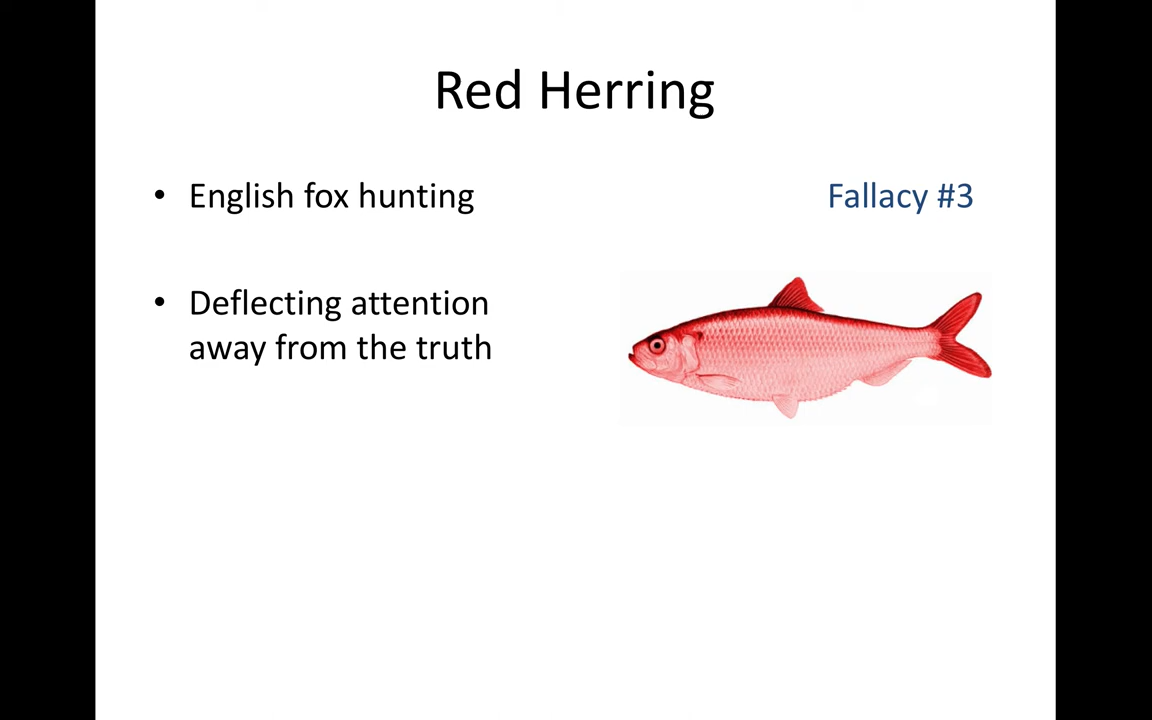 Red Herring
• English fox hunting
Fallacy #3
• Deflecting attention
away from the truth